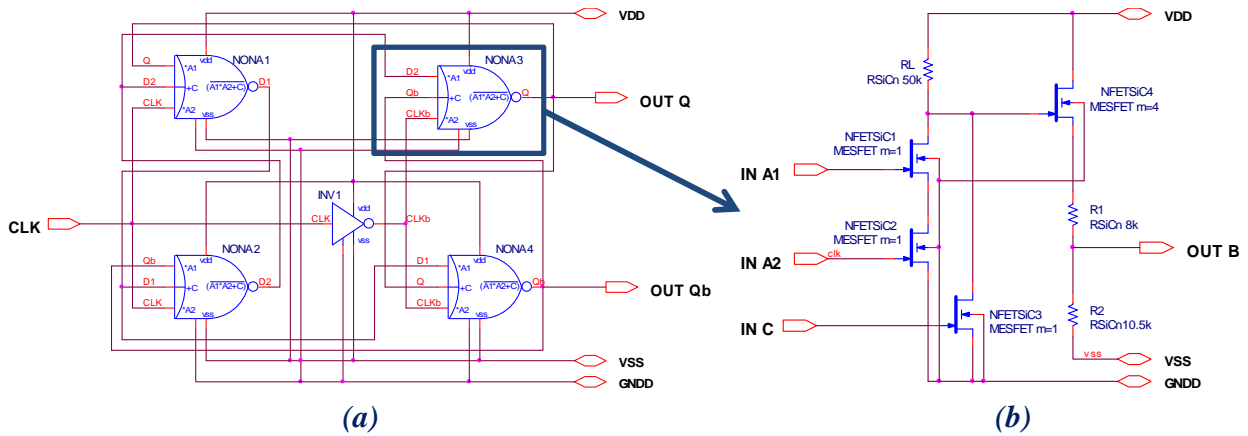 VDD
NONA1
vdd
Q
*A1
D2
+C
(A1*A2+C)
D1
CLK
*A2
vss
NONA3
vdd
D2
*A1
Qb
+C
(A1*A2+C)
Q
CLKb
*A2
vss
OUT Q
INV1
CLK
CLK
vdd
CLKb
vss
NONA2
vdd
Qb
*A1
D1
+C
(A1*A2+C)
D2
CLK
*A2
vss
NONA4
vdd
D1
*A1
Q
+C
(A1*A2+C)
Qb
CLKb
*A2
vss
OUT Qb
VSS
GNDD
(a)
VDD
RL
RSiCn 50k
NFETSiC4
MESFET m=4
NFETSiC1
MESFET m=1
IN A1
NFETSiC2
MESFET m=1
IN A2
clk
R1
RSiCn 8k
OUT B
IN C
NFETSiC3
MESFET m=1
R2
RSiCn10.5k
vss
VSS
GNDD
(b)